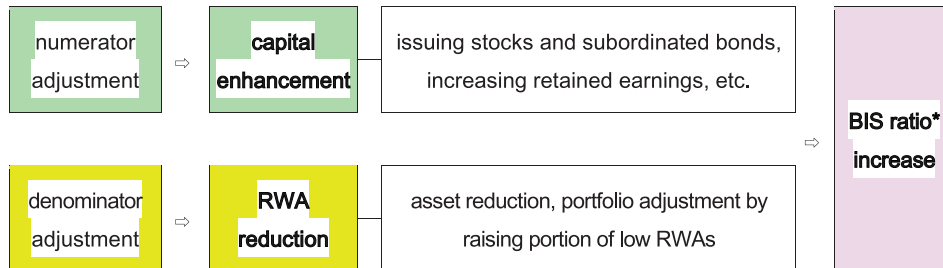 numerator
adjustment
⇨
capital
enhancement
issuing stocks and subordinated bonds,
increasing retained earnings, etc.
denominator
adjustment
⇨
RWA
reduction
asset reduction, portfolio adjustment by
raising portion of low RWAs
⇨
BIS ratio*
increase